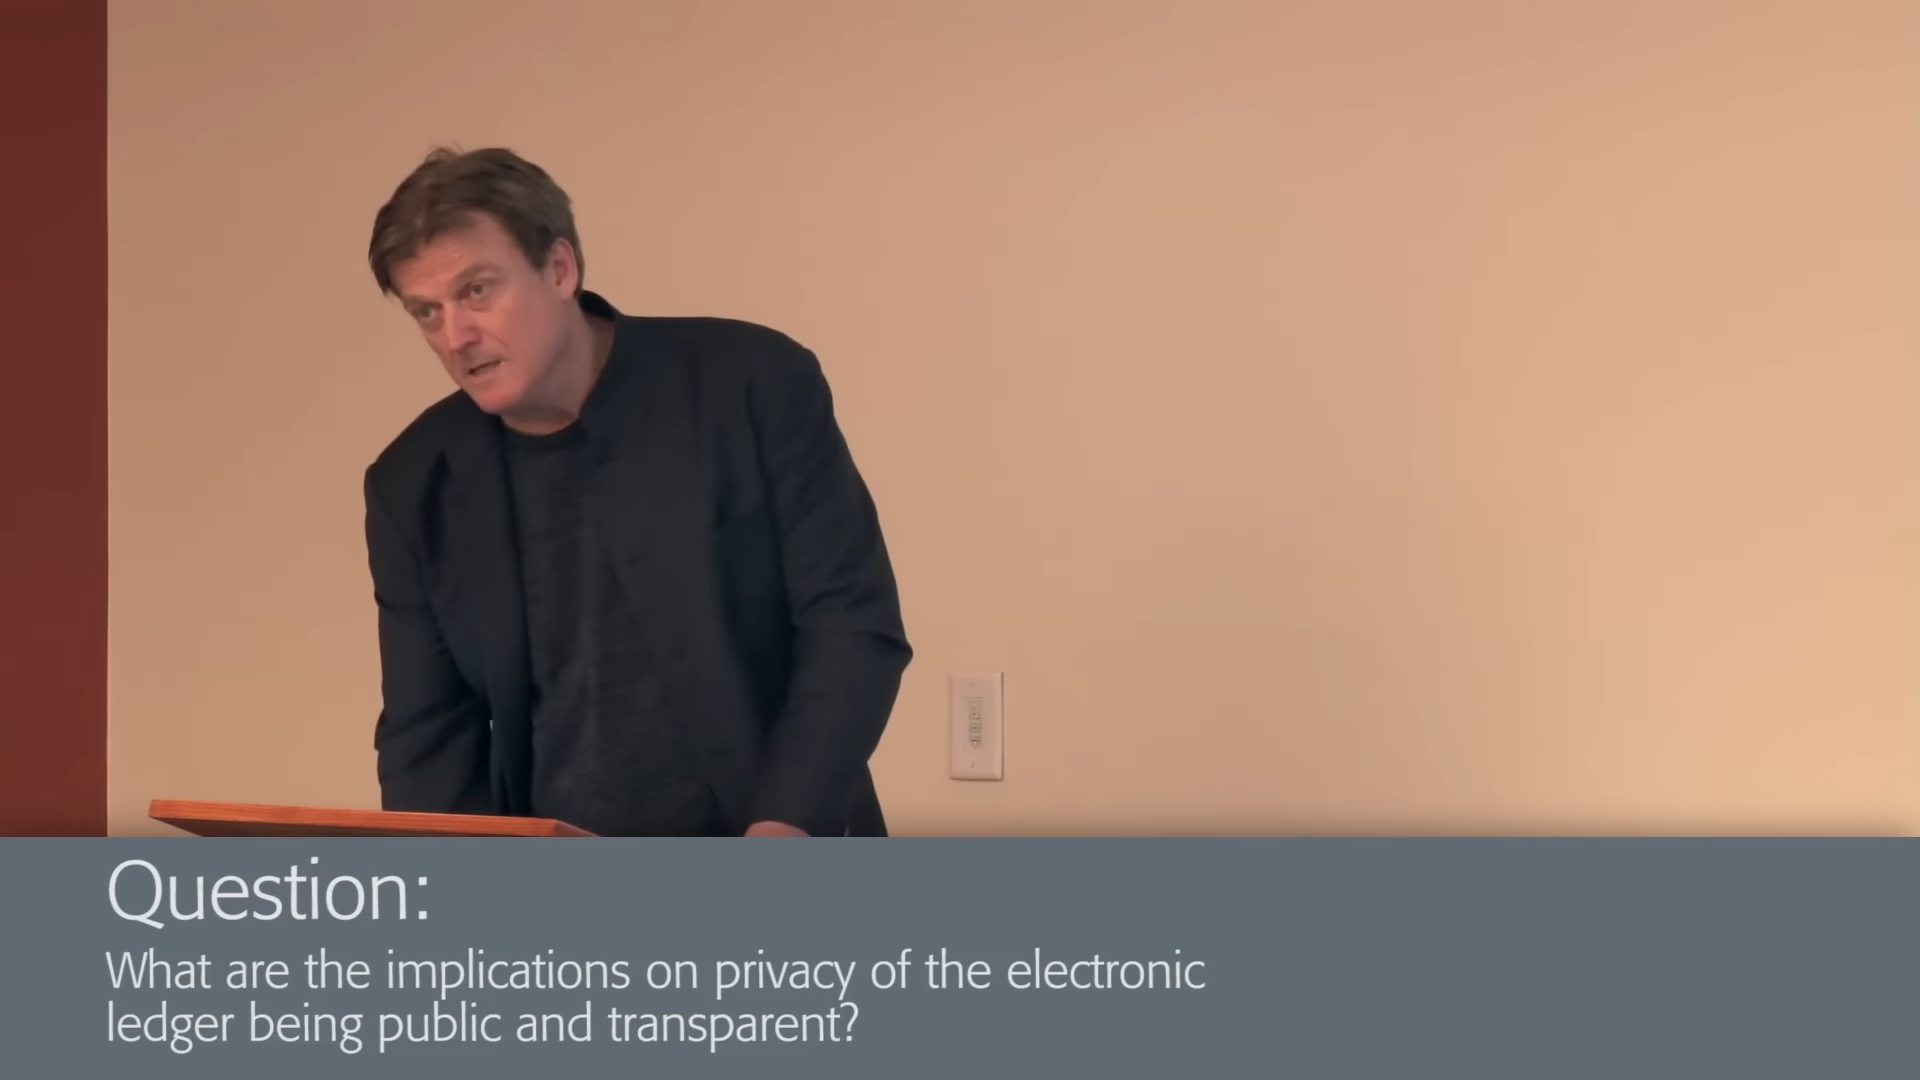 Question:
What are the implications on privacy of the electronic
ledger being public and transparent?